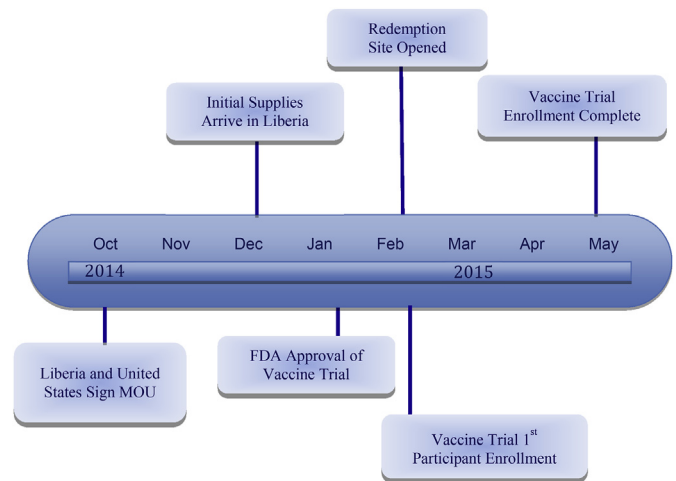 Redemption
Site Opened
Initial Supplies
Arrive in Liberia
Vaccine Trial
Enrollment Complete
Oct Nov Dec Jan Feb Mar Apr May
2014 2015
Liberia and United
States Sign MOU
FDA Approval of
Vaccine Trial
Vaccine Trial 1st
Participant Enrollment